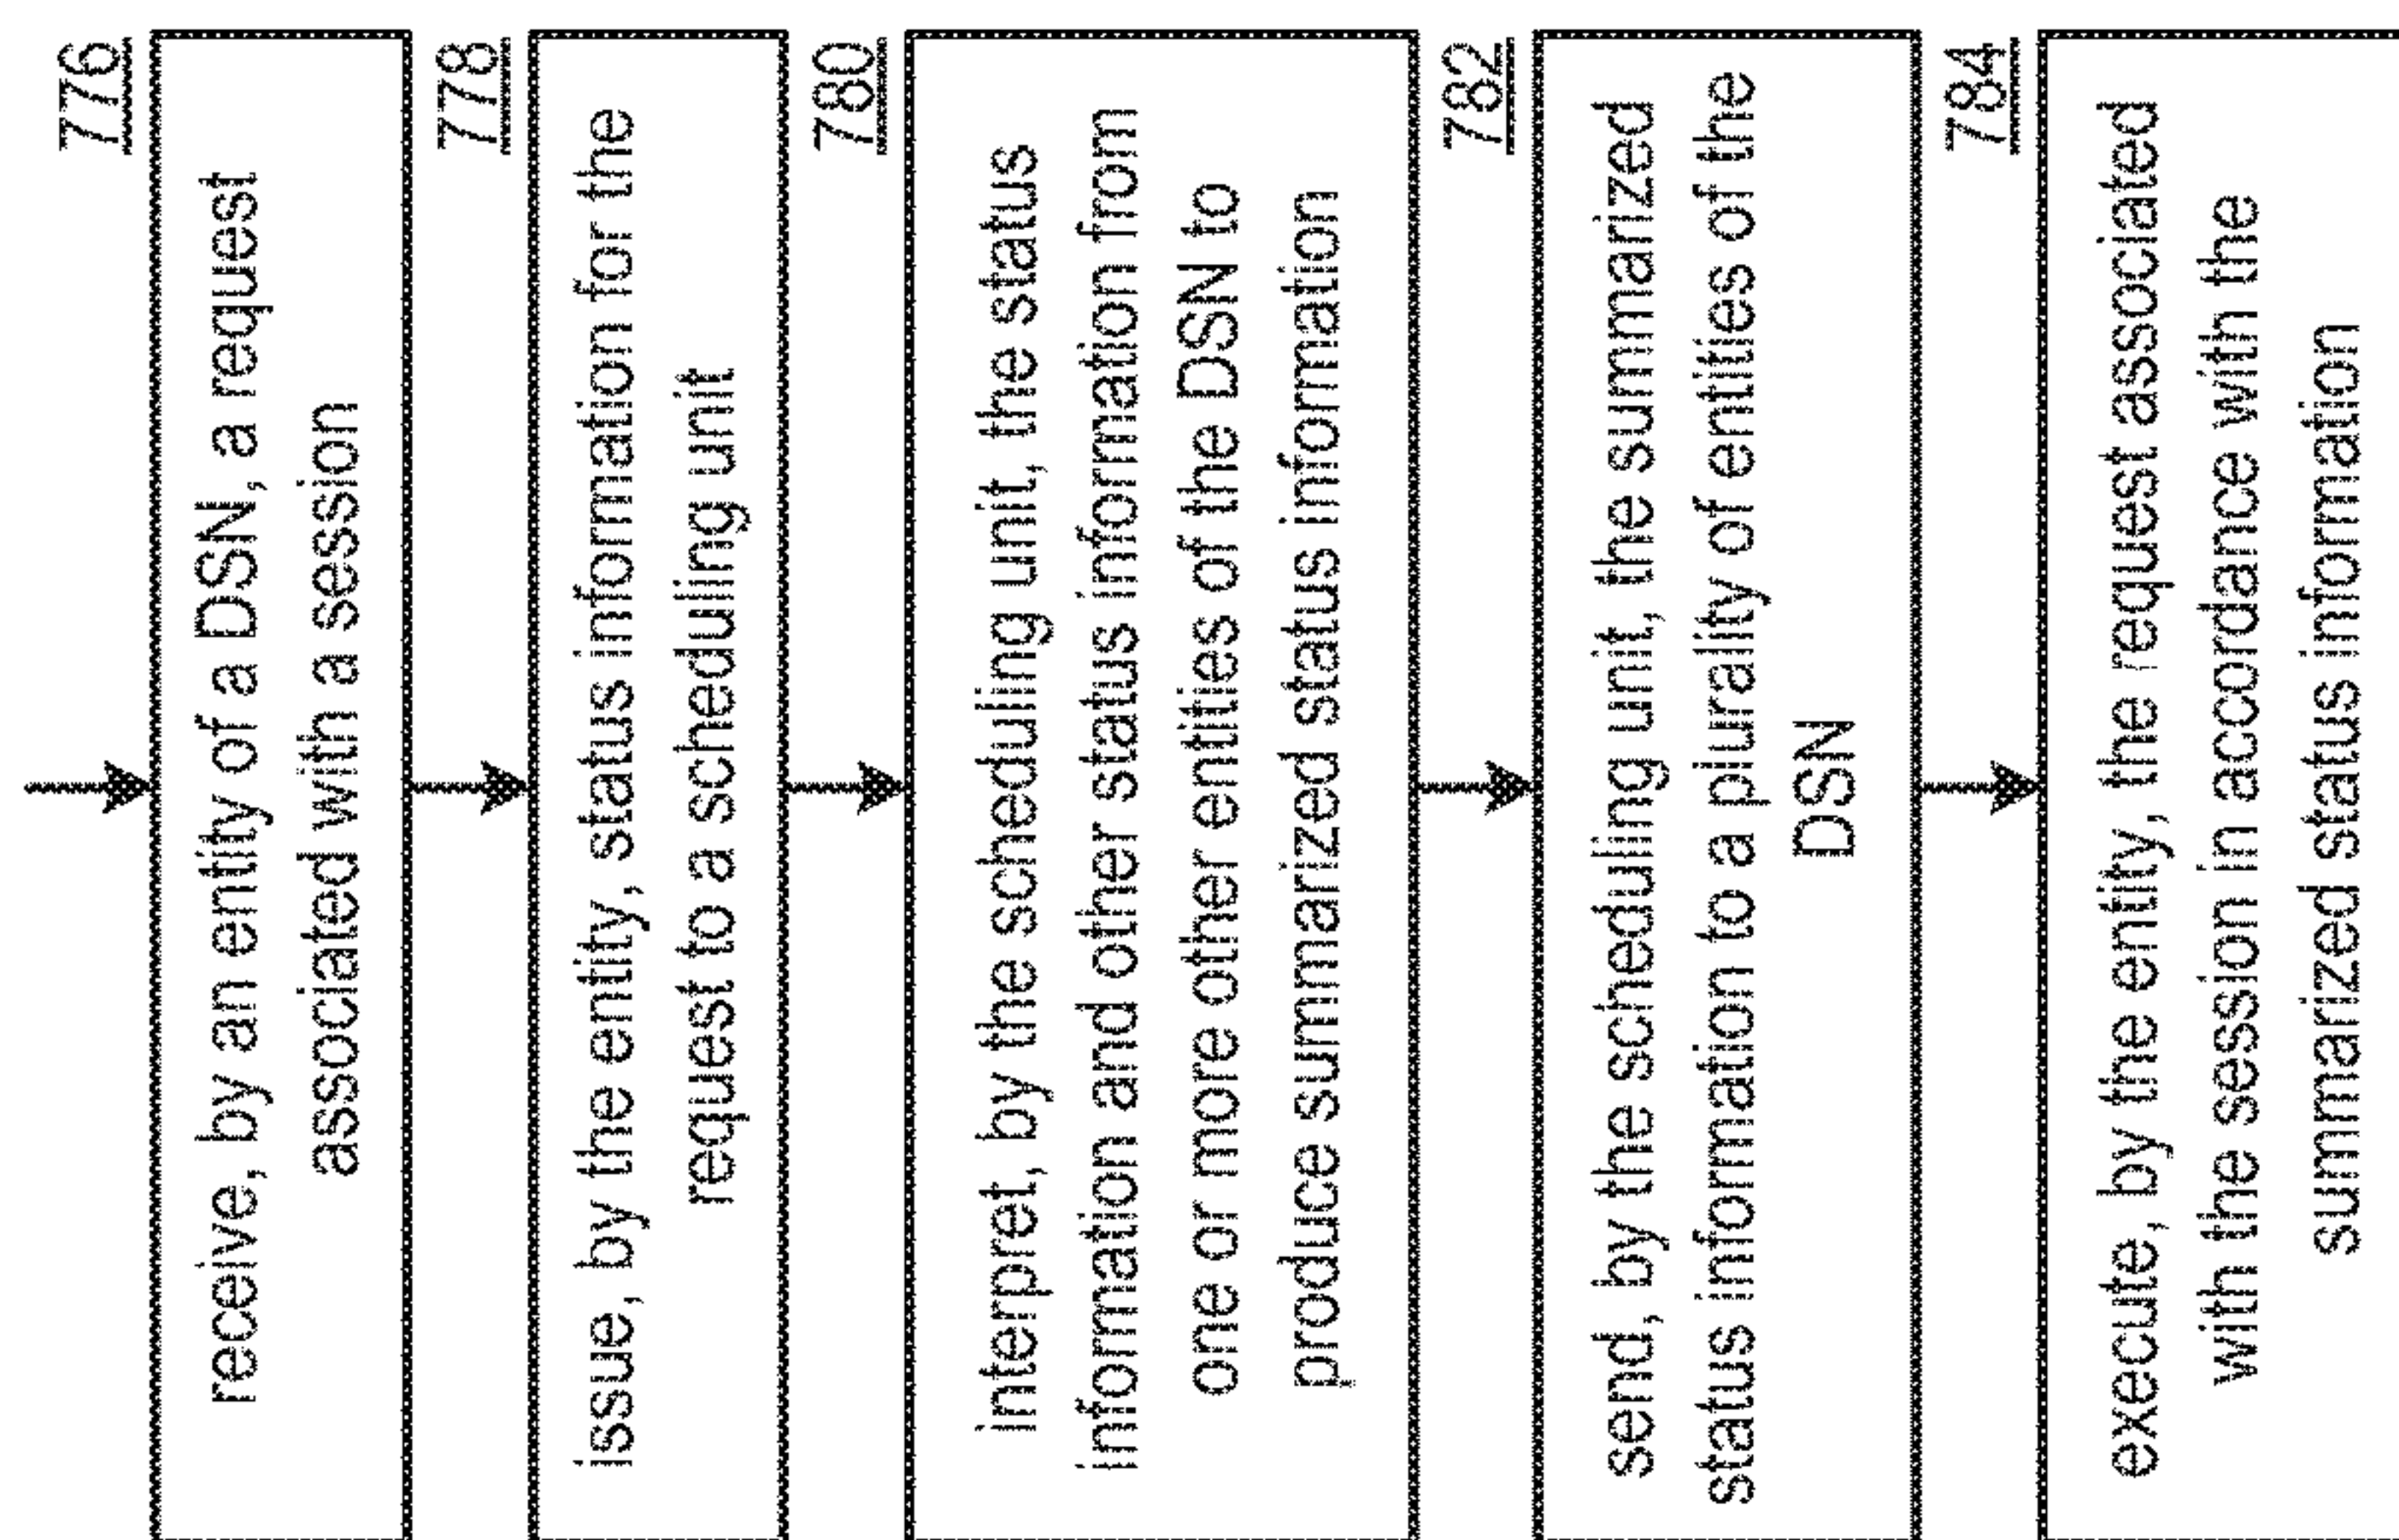 776
receive, by an entity of a DSN, a request
associated with a session
778
issue, by the entity, status information for the
request to a scheduling unit
780
interpret, by the scheduling unit, the status
information and other status information from
one or more other entities of the DSN to
produce summarized status information
782
send, by the scheduling unit, the summarized
status information to a plurality of entities of the
DSN
784
execute, by the entity, the request associated
with the session in accordance with the
summarized status information